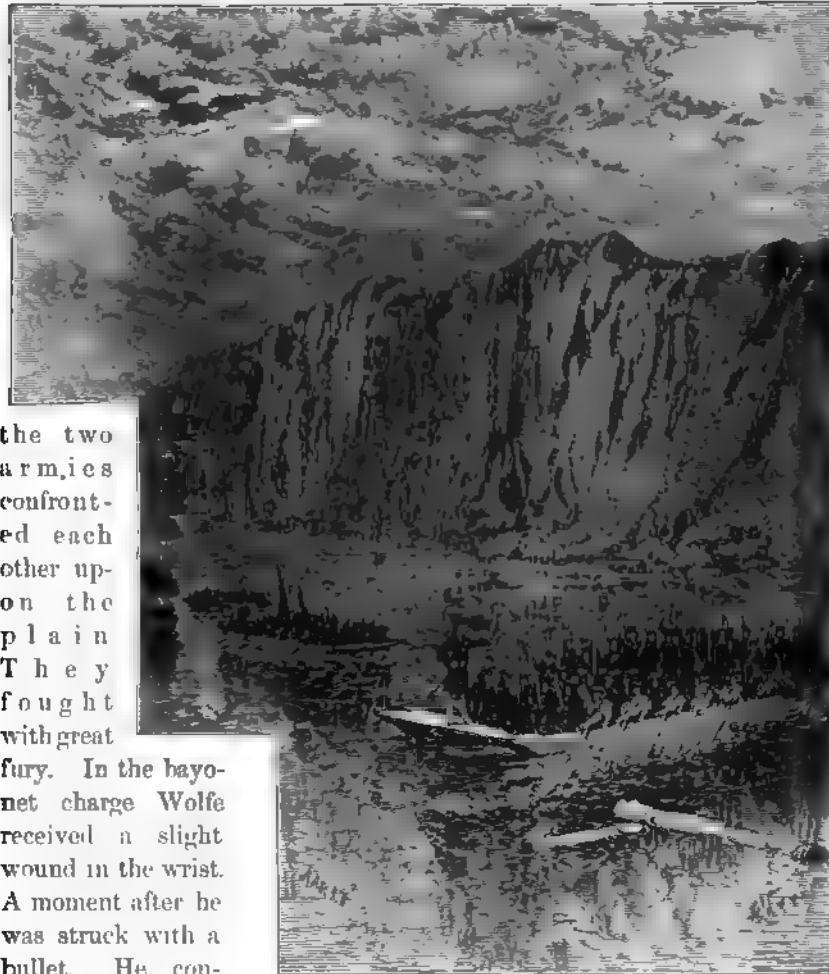 the two
armies
confront-
ed each
other up-
on the
plain
They
fought
with great
fury. In the bayo-
net charge Wolfe
received a slight
wound in the wrist.
A moment after he
was struck with a
bullet. He con-